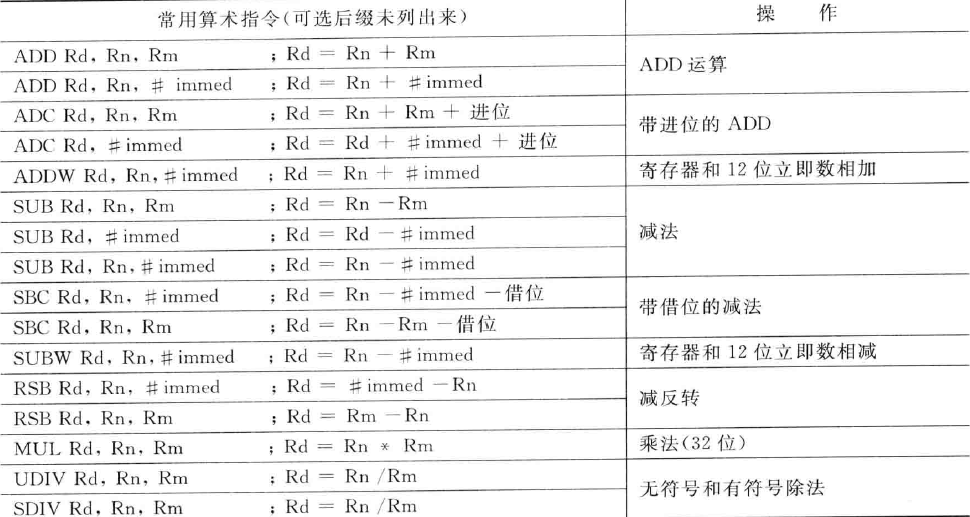 常用算术指令(可选后缀未列出来) 操 作
ADD Rd, Rn, Rm ; Rd = Rn + Rm
ADD 运算
ADD Rd, Rn, # immed ; Rd = Rn + #immed
ADC Rd, Rn, Rm ; Rd = Rn + Rm + 进位
带进位的 ADD
ADC Rd, #immed ; Rd = Rd + #immed + 进位
ADDW Rd, Rn,#immed ; Rd = Rn + #immed 寄存器和 12 位立即数相加
SUB Rd, Rn, Rm ; Rd = Rn -Rm
SUB Rd, #immed ; Rd = Rd -#immed 减法
SUB Rd, Rn,#immed ; Rd = Rn -#immed
SBC Rd, Rn, #immed ; Rd = Rn -#immed -借位
带借位的减法
SBC Rd, Rn, Rm ; Rd = Rn -Rm -借位
SUBW Rd, Rn,#immed ; Rd = Rn -#immed 寄存器和 12 位立即数相减
RSB Rd, Rn, #immed ; Rd = #immed -Rn
减反转
RSB Rd, Rn, Rm ; Rd = Rm -Rn
MUL Rd, Rn, Rm ; Rd = Rn * Rm 乘法(32 位)
UDIV Rd, Rn, Rm ; Rd = Rn /Rm
无符号和有符号除法
SDIV Rd, Rn, Rm ; Rd = Rn /Rm